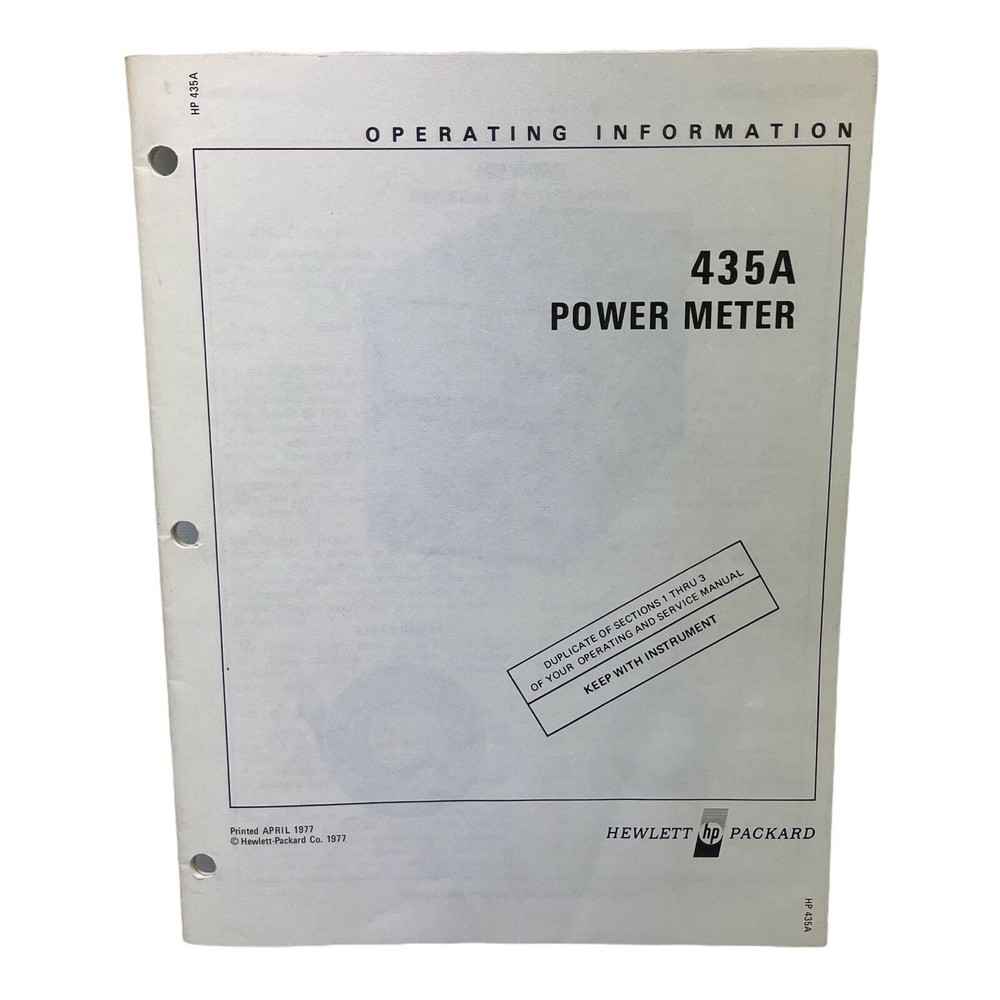 HP 435A
OPERATING INFORMATION
435A
POWER METER
DUPLICATE OF SECTIONS 1 THRU 3
OF YOUR OPERATING AND SERVICE MANUAL
KEEP WITH INSTRUMENT
Printed APRIL 1977
© Hewlett-Packard Co. 1977
HEWLETT hp PACKARD
HP 435A